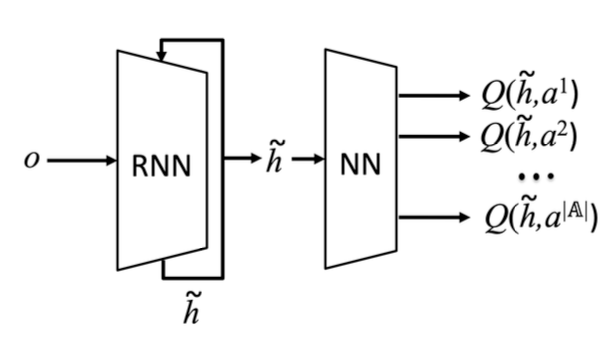 o
RNN
h̃
h̃
NN
Q(h̃,a¹)
Q(h̃,a²)
...
Q(h̃,a^|𝔸|)